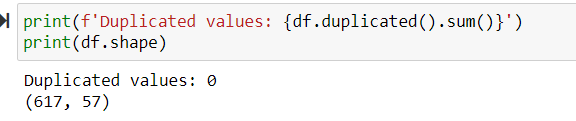 print(f'Duplicated values: {df.duplicated().sum()}')
print(df.shape)
Duplicated values: 0
(617, 57)